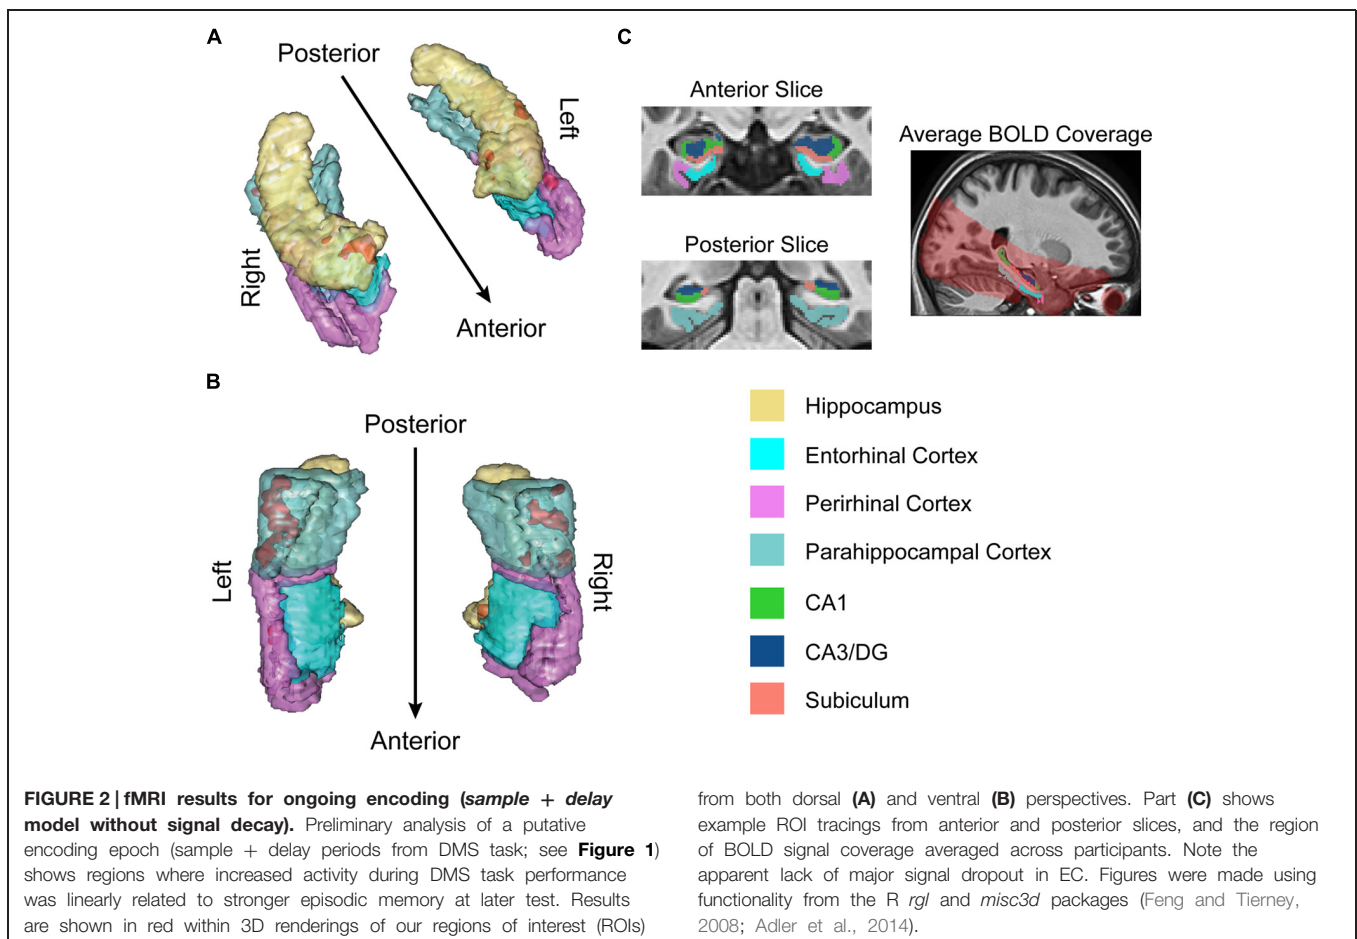 A
Posterior
Left
Right
Anterior
B
Posterior
Left
Right
Anterior
C
Anterior Slice
Average BOLD Coverage
Posterior Slice
Hippocampus
Entorhinal Cortex
Perirhinal Cortex
Parahippocampal Cortex
CA1
CA3/DG
Subiculum
FIGURE 2 | fMRI results for ongoing encoding (sample + delay
model without signal decay). Preliminary analysis of a putative
encoding epoch (sample + delay periods from DMS task; see Figure 1)
shows regions where increased activity during DMS task performance
was linearly related to stronger episodic memory at later test. Results
are shown in red within 3D renderings of our regions of interest (ROIs)
from both dorsal (A) and ventral (B) perspectives. Part (C) shows
example ROI tracings from anterior and posterior slices, and the region
of BOLD signal coverage averaged across participants. Note the
apparent lack of major signal dropout in EC. Figures were made using
functionality from the R rgl and misc3d packages (Feng and Tierney,
2008; Adler et al., 2014).